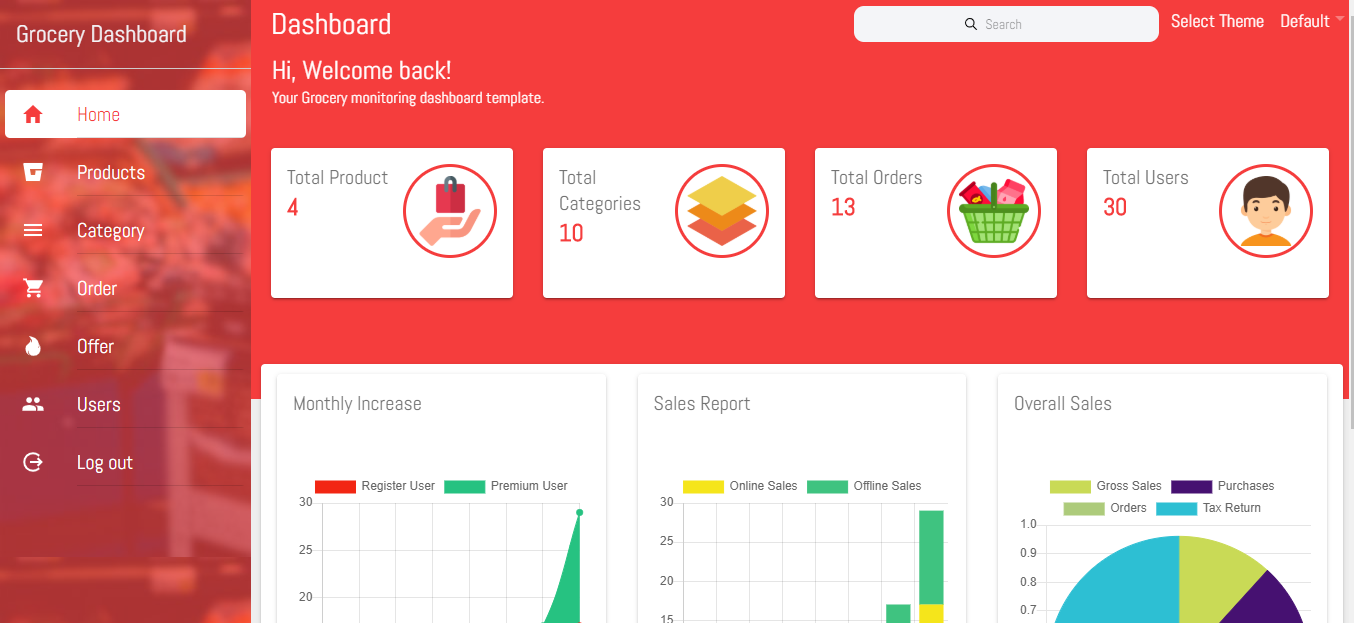 Grocery Dashboard
Home
Products
Category
Order
Offer
Users
Log out
Dashboard
Search
Select Theme
Default
Hi, Welcome back!
Your Grocery monitoring dashboard template.
Total Product
4
Total
Categories
10
Total Orders
13
Total Users
30
Monthly Increase
Register User
Premium User
30
25
20
Sales Report
Online Sales
Offline Sales
30
25
20
15
Overall Sales
Gross Sales
Purchases
Orders
Tax Return
1.0
0.9
0.8
0.7